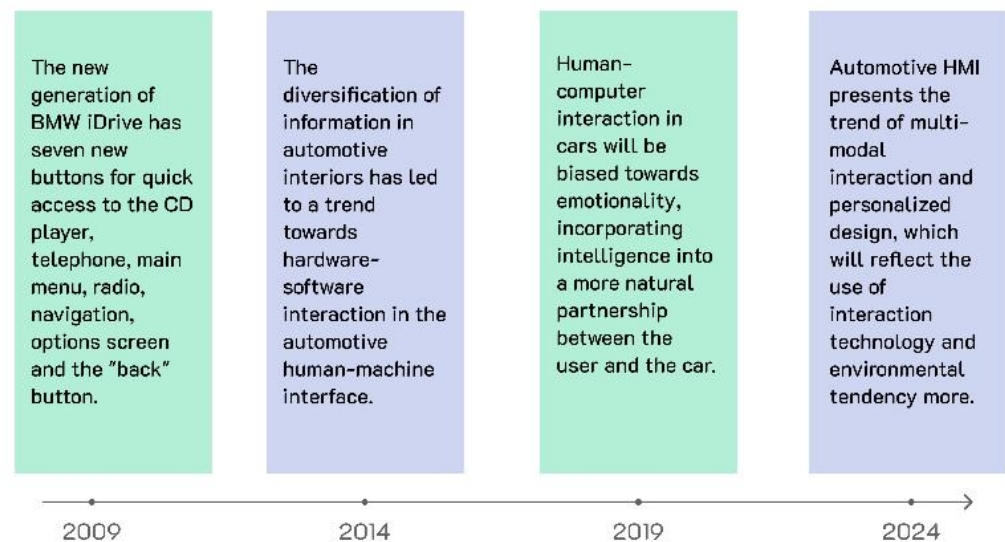 The new
generation of
BMW iDrive has
seven new
buttons for quick
access to the CD
player,
telephone, main
menu, radio,
navigation,
options screen
and the "back"
button.
The
diversification of
information in
automotive
interiors has led
to a trend
towards
hardware-
software
interaction in the
automotive
human-machine
interface.
Human-
computer
interaction in
cars will be
biased towards
emotionality,
incorporating
intelligence into
a more natural
partnership
between the
user and the car.
Automotive HMI
presents the
trend of multi-
modal
interaction and
personalized
design, which
will reflect the
use of
interaction
technology and
environmental
tendency more.
2009
2014
2019
2024